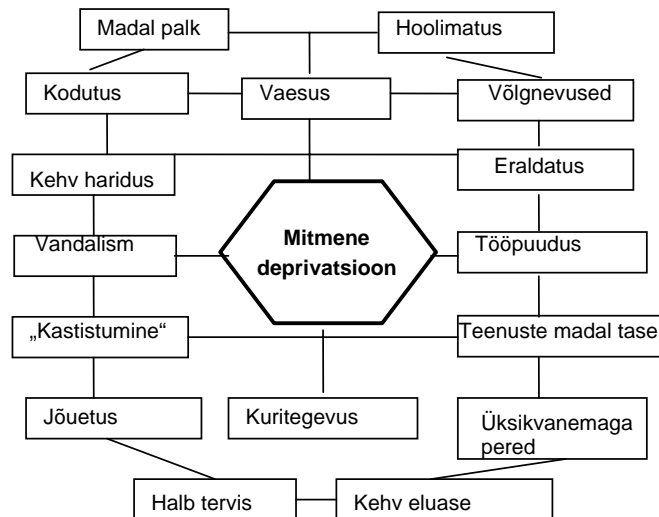 Madal palk
Hoolimatus
Kodutus
Vaesus
Võlgnevused
Kehv haridus
Eraldatus
Vandalism
Mitmene
deprivatsioon
Tööpuudus
„Kastistumine“
Teenuste madal tase
Jõuetus
Kuritegevus
Üksikvanemaga
pered
Halb tervis
Kehv eluase